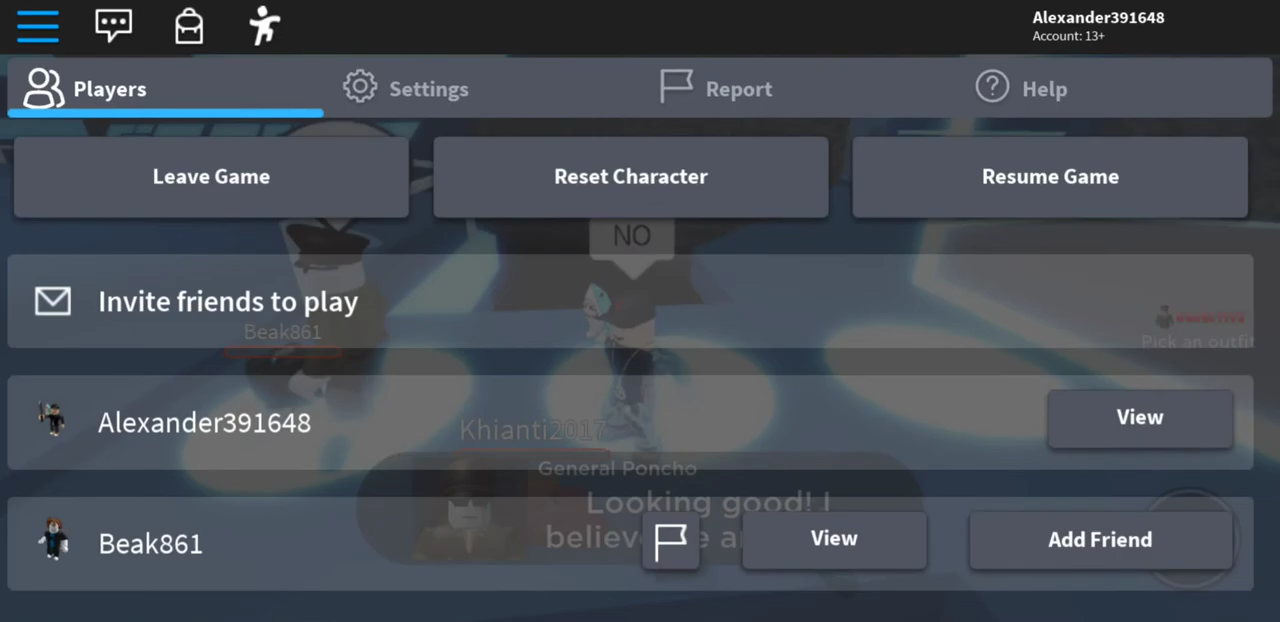 Alexander391648
Account: 13+
Players
Settings
Report
Help
Leave Game
Reset Character
Resume Game
NO
Invite friends to play
Beak861
Pick an outfit
Alexander391648
View
Khianti2017
General Poncho
Looking good! I
believe
Beak861
View
Add Friend